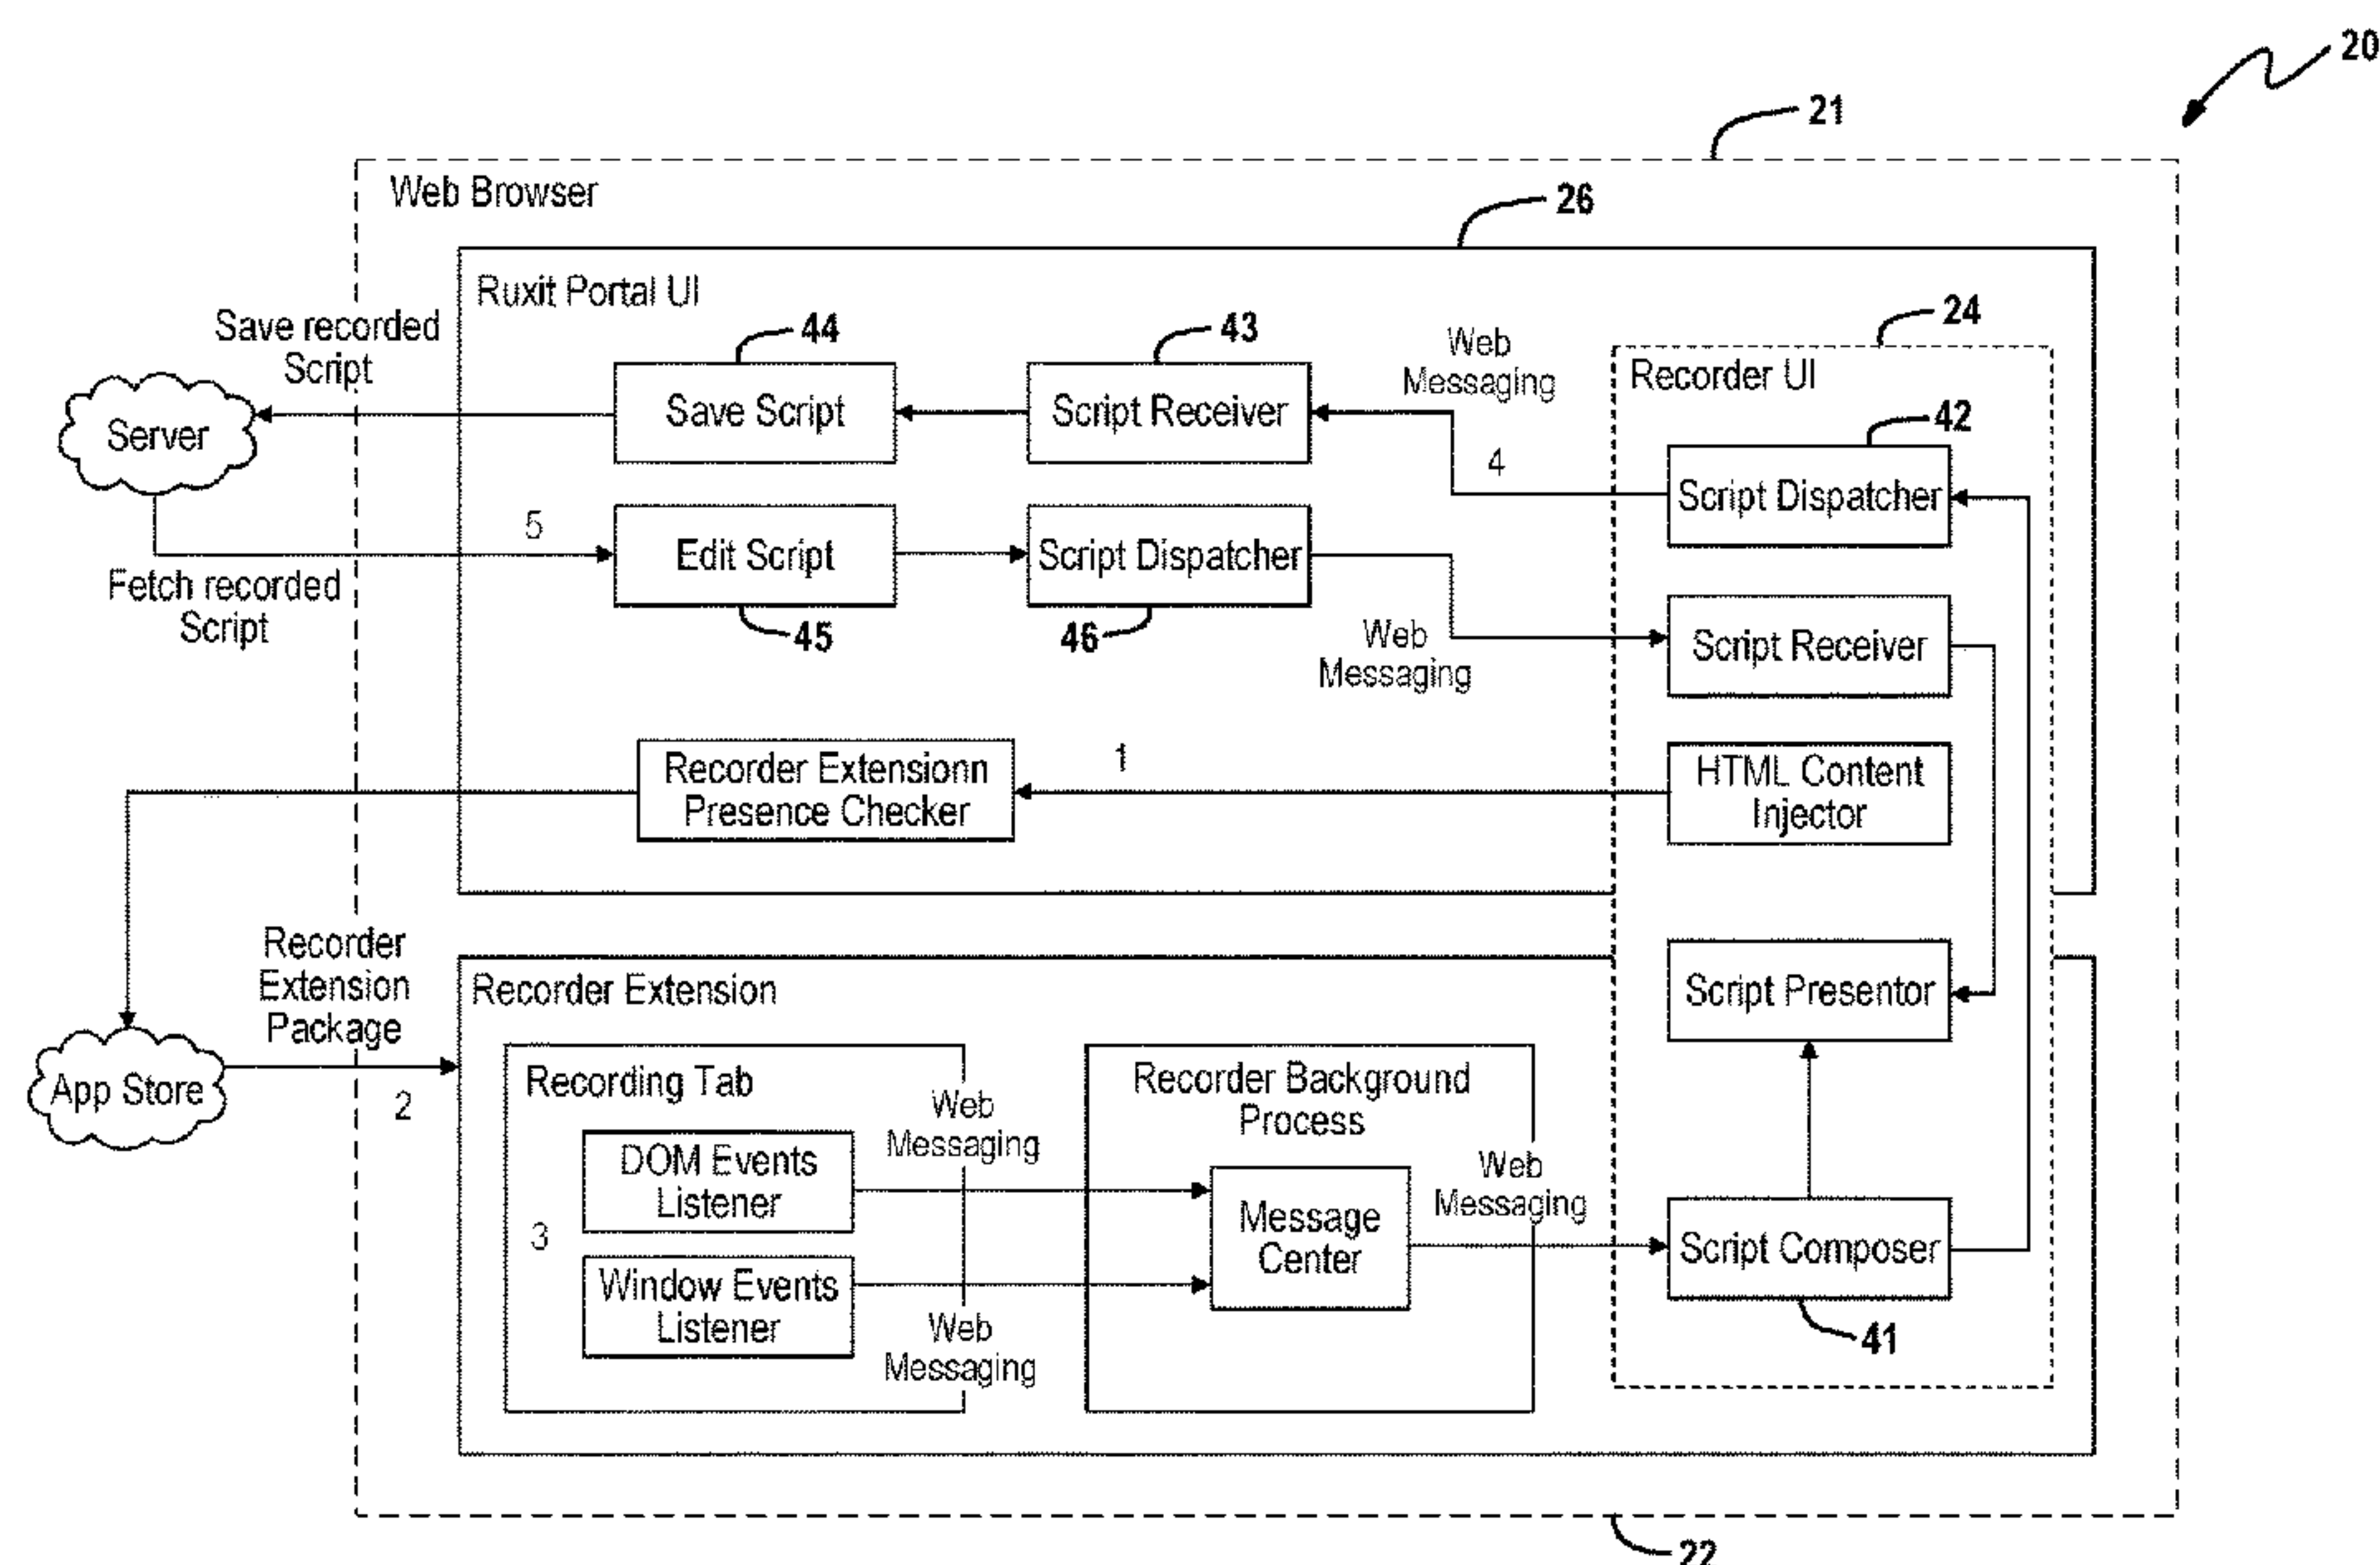 20
21
Web Browser
26
Ruxit Portal UI
Save recorded
Script
44
43
Web
Messaging
24
Recorder UI
Server
Save Script
Script Receiver
4
42
Script Dispatcher
5
Edit Script
Script Dispatcher
Fetch recorded
Script
45
46
Web
Messaging
Script Receiver
Recorder Extensionn
Presence Checker
1
HTML Content
Injector
Recorder
Extension
Package
Recorder Extension
Script Presentor
App Store
2
Recording Tab
Web
Messaging
Recorder Background
Process
DOM Events
Listener
3
Window Events
Listener
Web
Messaging
Message
Center
Web
Messaging
Script Composer
41
22